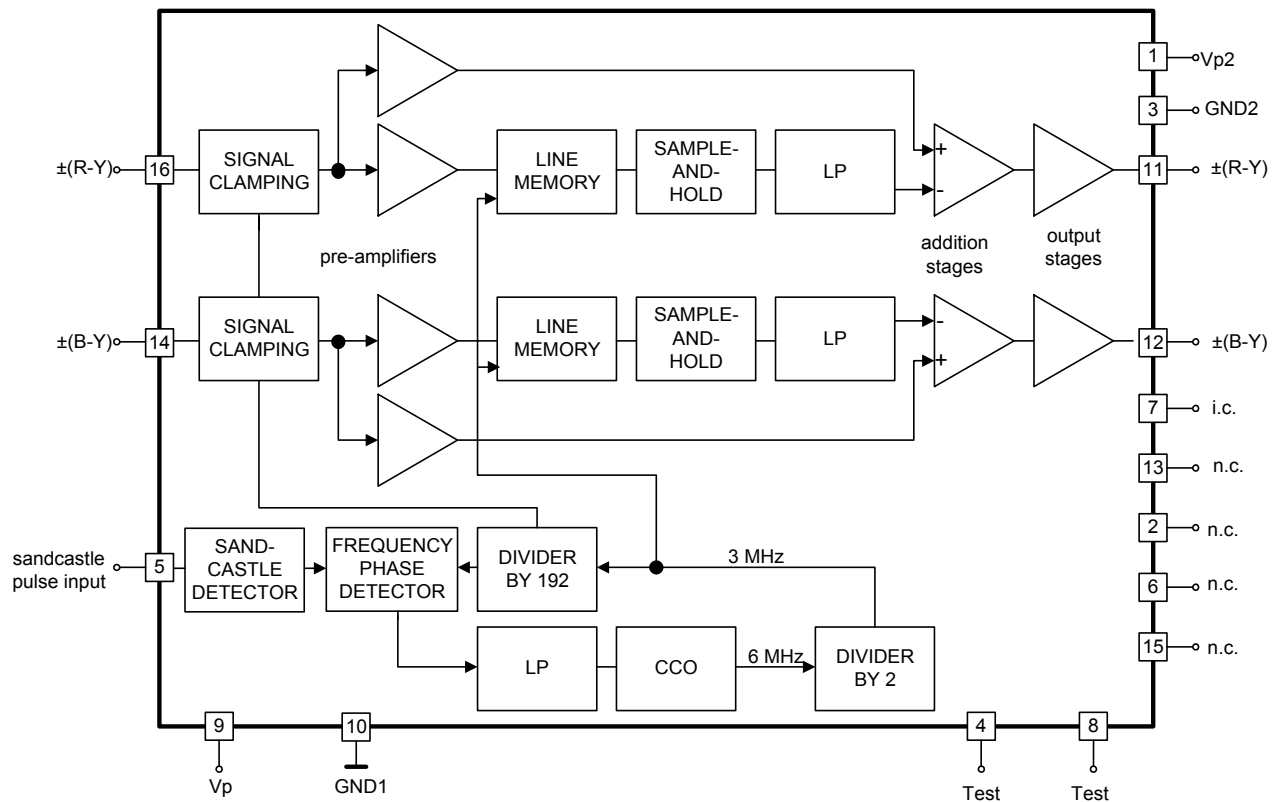 1
Vp2
3
GND2
±(R-Y)
16
SIGNAL
CLAMPING
LINE
MEMORY
SAMPLE-
AND-
HOLD
LP
+
-
11
±(R-Y)
pre-amplifiers
addition
stages
output
stages
±(B-Y)
14
SIGNAL
CLAMPING
LINE
MEMORY
SAMPLE-
AND-
HOLD
LP
-
+
12
±(B-Y)
7
i.c.
13
n.c.
2
n.c.
6
n.c.
15
n.c.
sandcastle
pulse input
5
SAND-
CASTLE
DETECTOR
FREQUENCY
PHASE
DETECTOR
DIVIDER
BY 192
3 MHz
LP
CCO
6 MHz
DIVIDER
BY 2
9
Vp
10
GND1
4
Test
8
Test